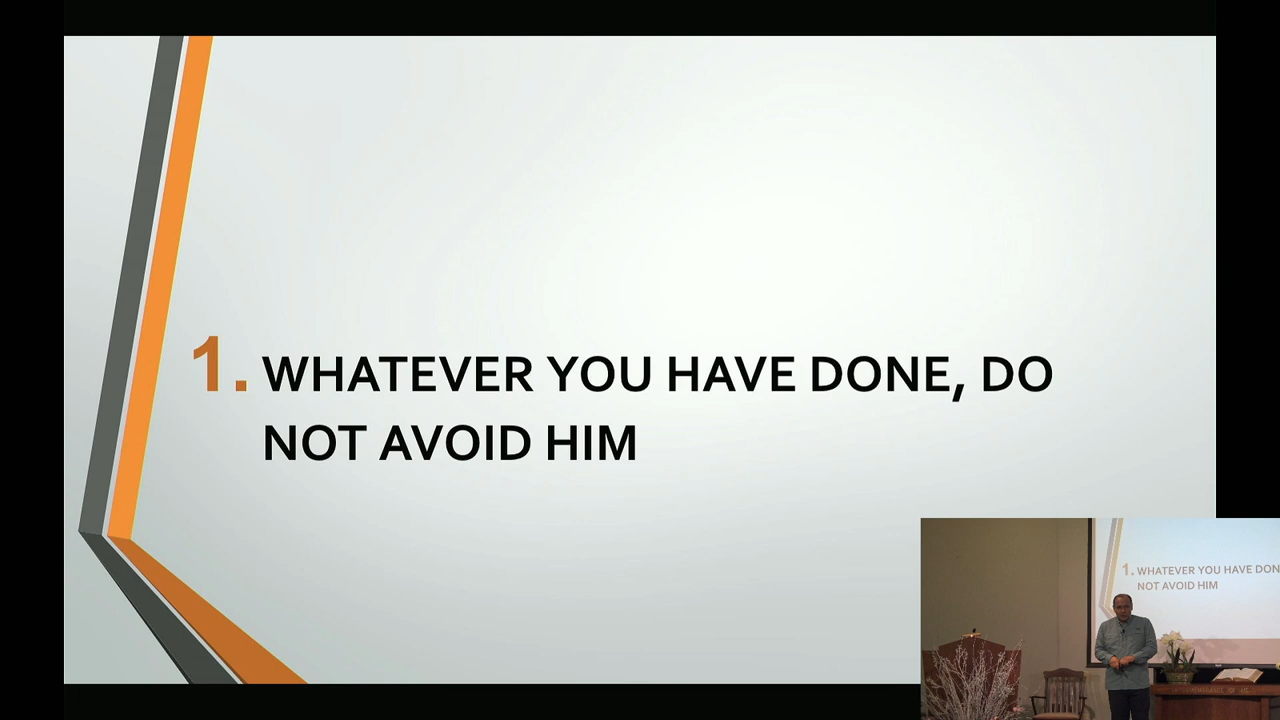 1. WHATEVER YOU HAVE DONE, DO
NOT AVOID HIM
1. WHATEVER YOU HAVE DON
NOT AVOID HIM